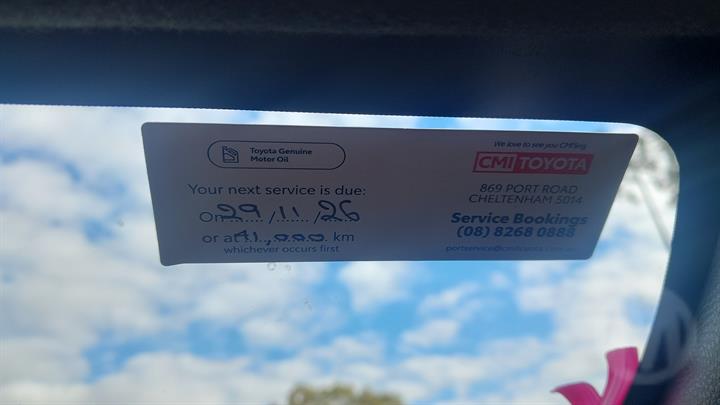 Toyota Genuine
Motor Oil
Your next service is due:
On 29/11/26
or at 41,000 km
whichever occurs first
We love to see you CMIing
CMI TOYOTA
869 PORT ROAD
CHELTENHAM 5014
Service Bookings
(08) 8268 0888